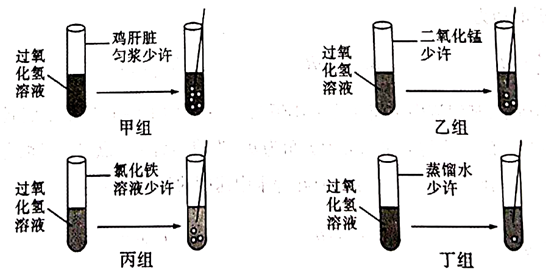 过氧
化氢
溶液
鸡肝脏
匀浆少许
甲组
过氧
化氢
溶液
二氧化锰
少许
乙组
过氧
化氢
溶液
氯化铁
溶液少许
丙组
过氧
化氢
溶液
蒸馏水
少许
丁组